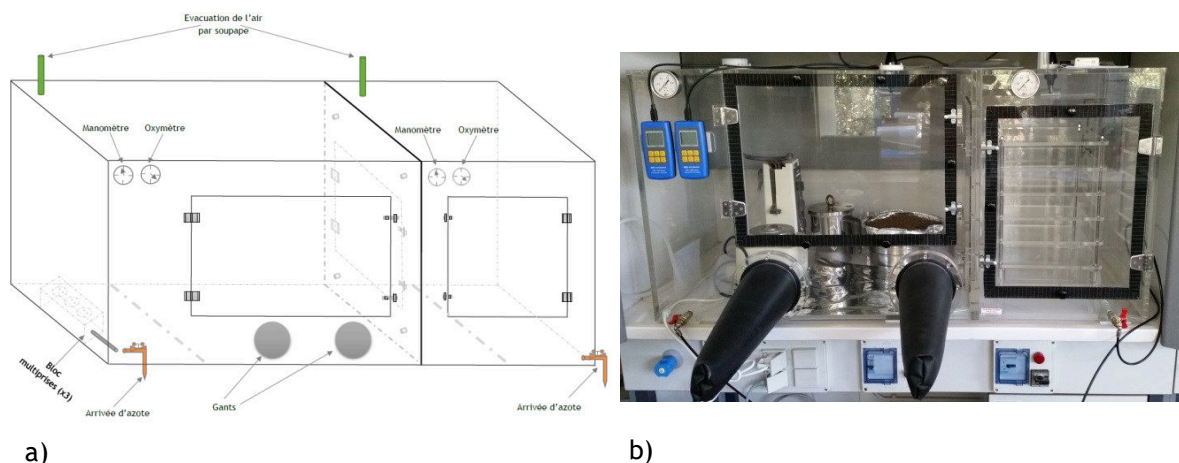 Evacuation de l'air
par soupape
Manomètre
Oxymètre
Manomètre
Oxymètre
Bloc
multiprises (x3)
Arrivée d'azote
Gants
Arrivée d'azote
a)
b)